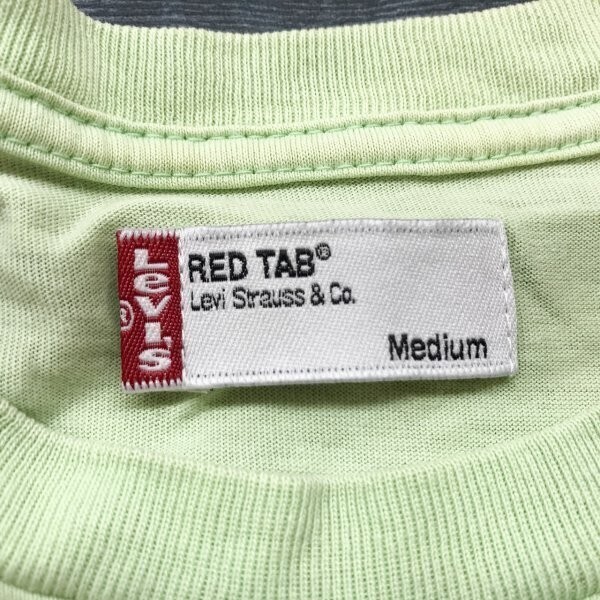 LeVI'S
®
RED TAB®
Levi Strauss & Co.
Medium